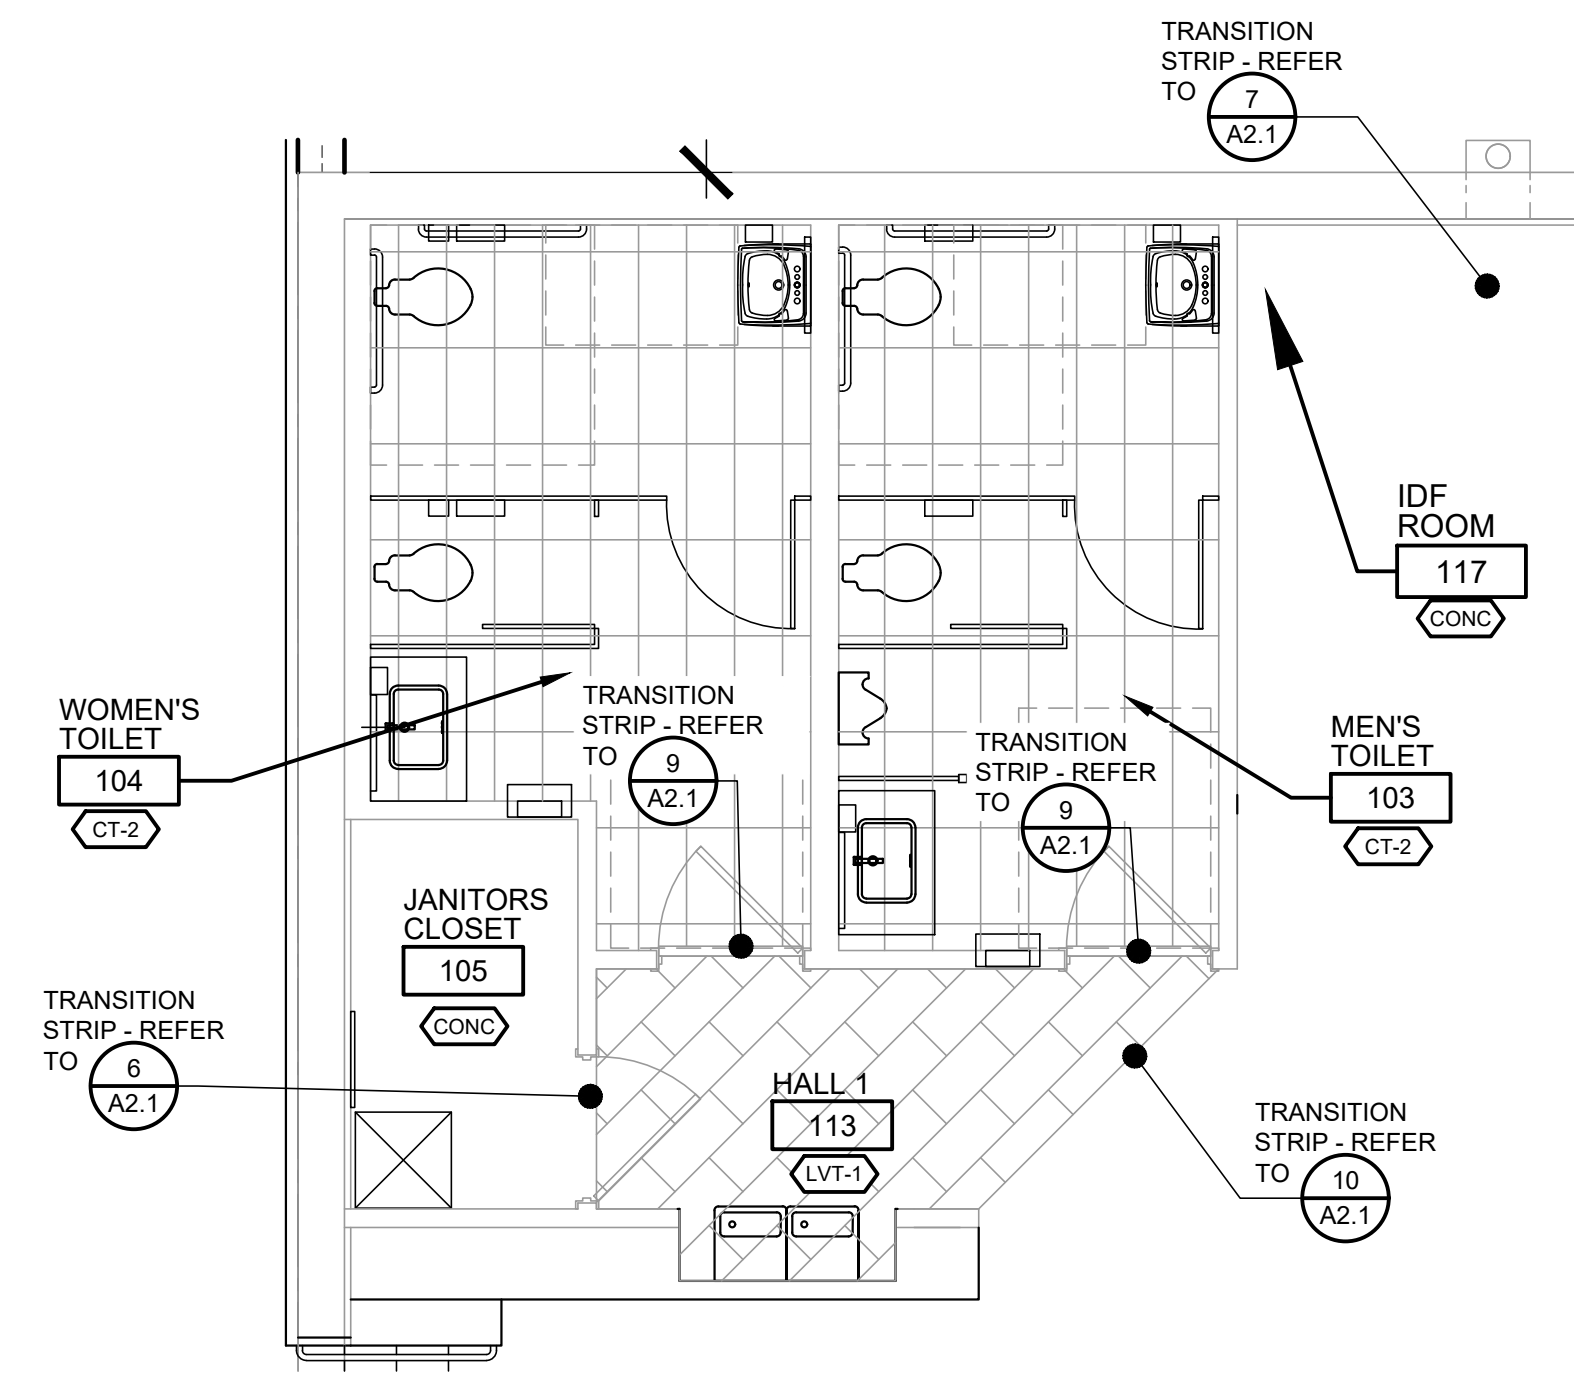 TRANSITION
STRIP - REFER
TO
7
A2.1
IDF
ROOM
117
CONC
WOMEN'S
TOILET
104
CT-2
TRANSITION
STRIP - REFER
TO
9
A2.1
TRANSITION
STRIP - REFER
TO
9
A2.1
MEN'S
TOILET
103
CT-2
JANITORS
CLOSET
105
CONC
TRANSITION
STRIP - REFER
TO
6
A2.1
HALL 1
113
LVT-1
TRANSITION
STRIP - REFER
TO
10
A2.1